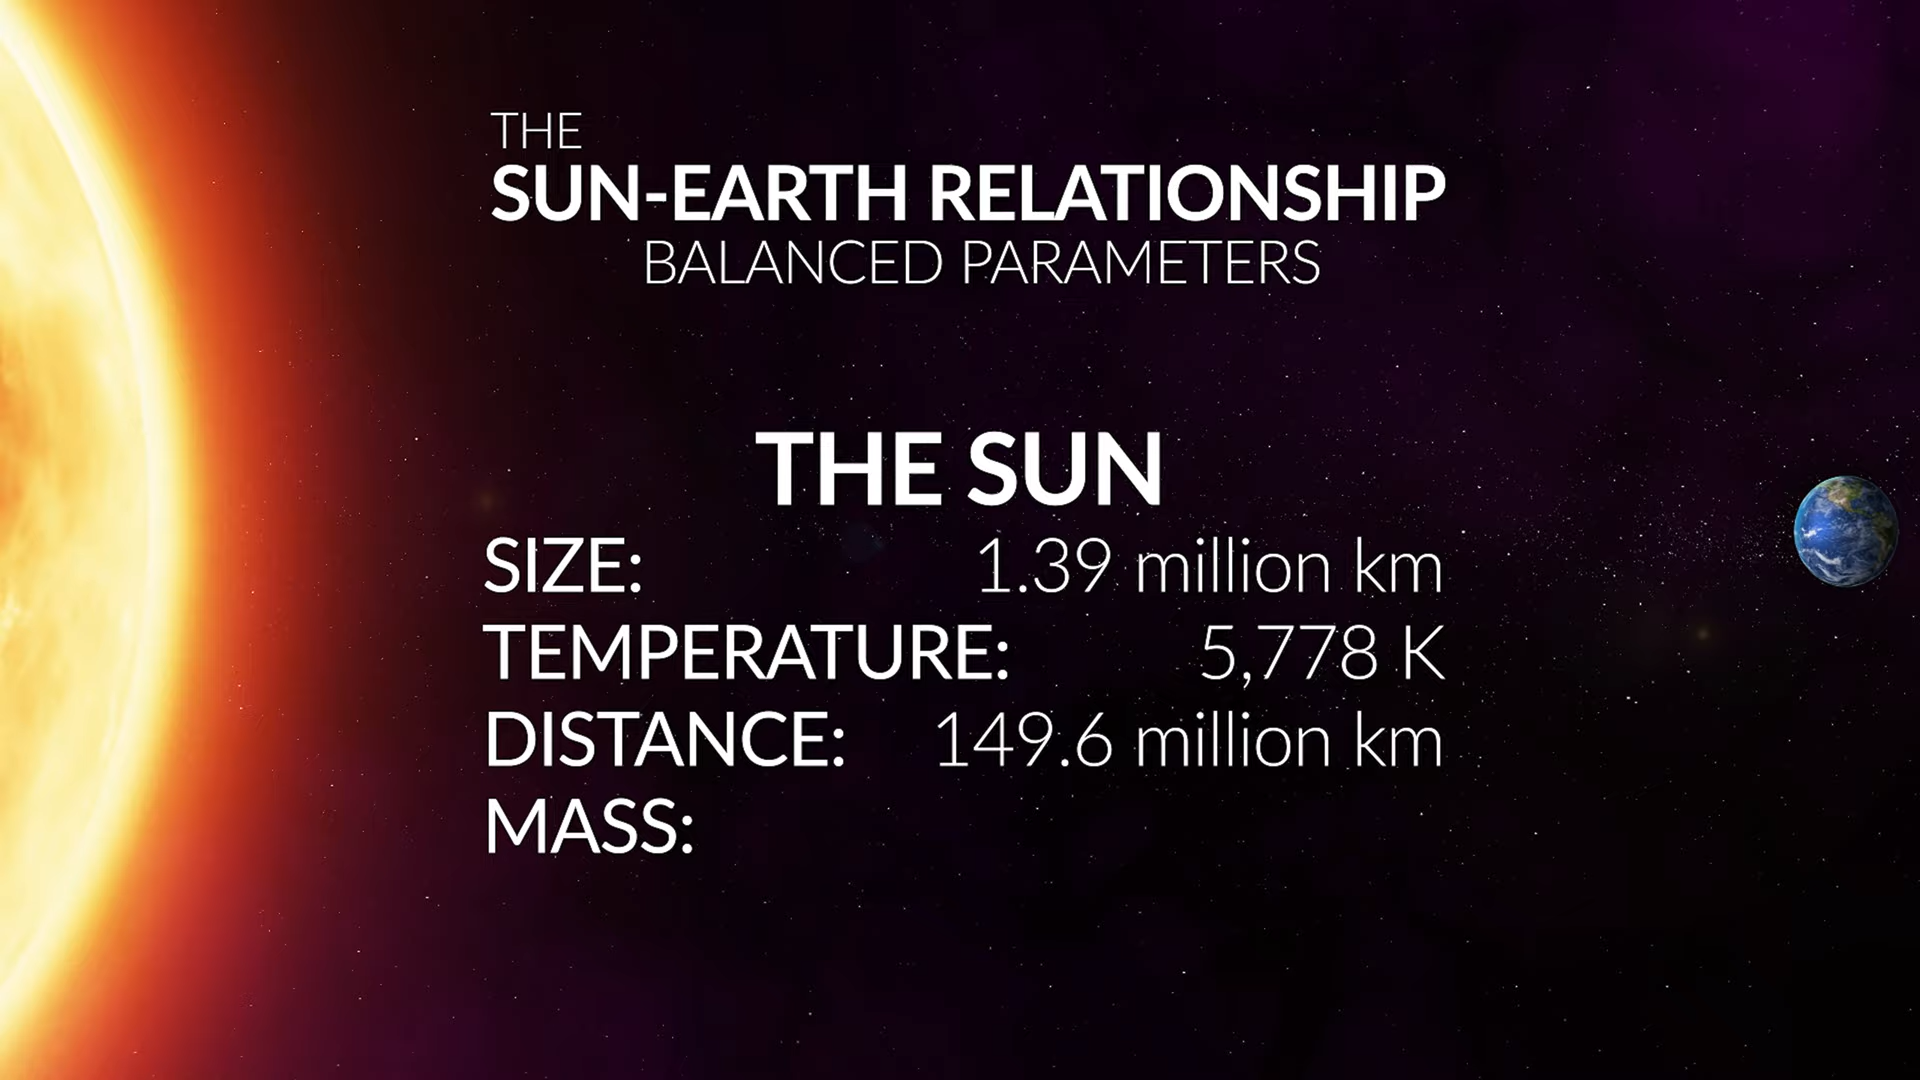 THE
SUN-EARTH RELATIONSHIP
BALANCED PARAMETERS
THE SUN
SIZE: 1.39 million km
TEMPERATURE: 5,778 K
DISTANCE: 149.6 million km
MASS: